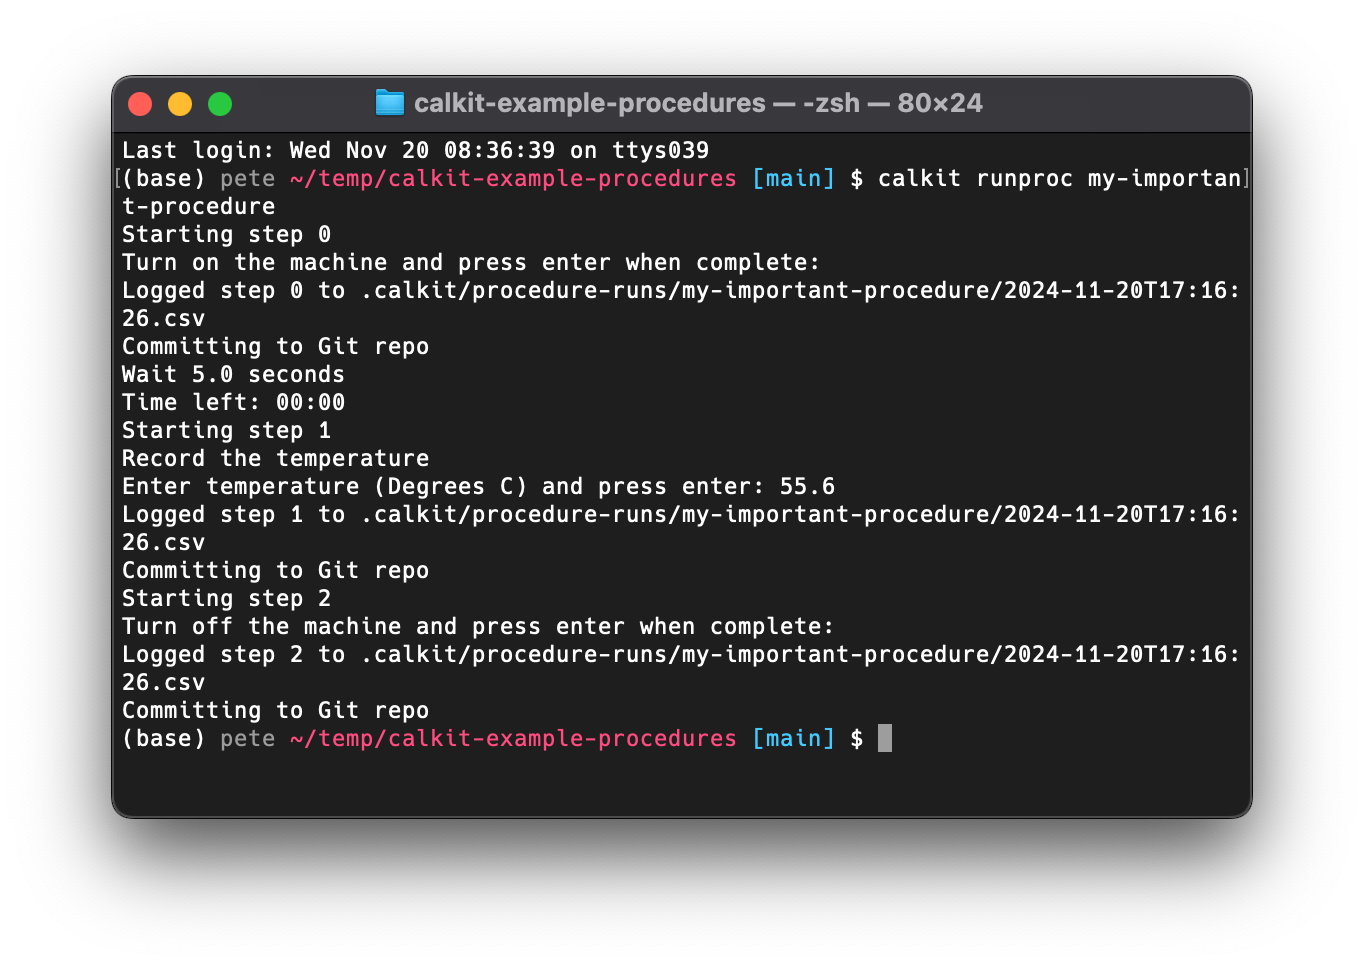 calkit-example-procedures — -zsh — 80×24
Last login: Wed Nov 20 08:36:39 on ttys039
[(base) pete ~/temp/calkit-example-procedures [main] $ calkit runproc my-importan]
t-procedure
Starting step 0
Turn on the machine and press enter when complete:
Logged step 0 to .calkit/procedure-runs/my-important-procedure/2024-11-20T17:16:
26.csv
Committing to Git repo
Wait 5.0 seconds
Time left: 00:00
Starting step 1
Record the temperature
Enter temperature (Degrees C) and press enter: 55.6
Logged step 1 to .calkit/procedure-runs/my-important-procedure/2024-11-20T17:16:
26.csv
Committing to Git repo
Starting step 2
Turn off the machine and press enter when complete:
Logged step 2 to .calkit/procedure-runs/my-important-procedure/2024-11-20T17:16:
26.csv
Committing to Git repo
(base) pete ~/temp/calkit-example-procedures [main] $